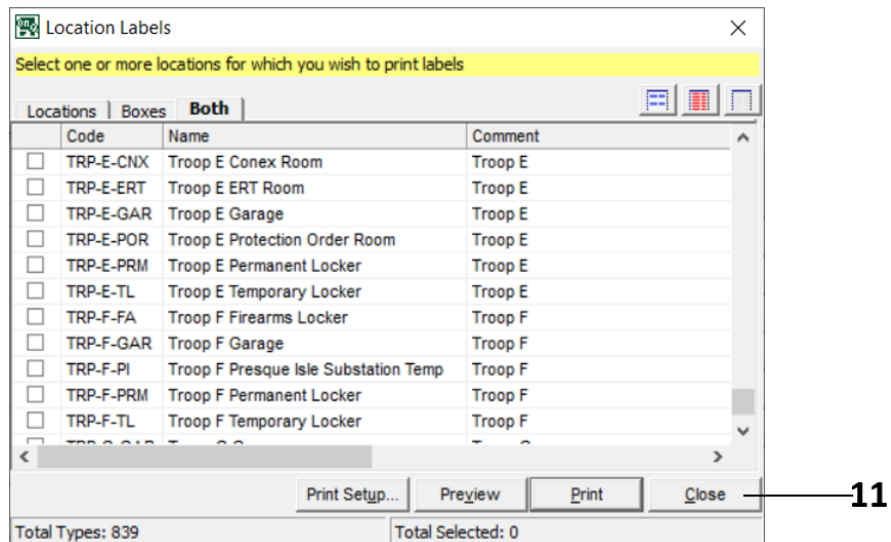 Location Labels
Select one or more locations for which you wish to print labels
Locations Boxes Both
Code Name Comment
TRP-E-CNX Troop E Conex Room Troop E
TRP-E-ERT Troop E ERT Room Troop E
TRP-E-GAR Troop E Garage Troop E
TRP-E-POR Troop E Protection Order Room Troop E
TRP-E-PRM Troop E Permanent Locker Troop E
TRP-E-TL Troop E Temporary Locker Troop E
TRP-F-FA Troop F Firearms Locker Troop F
TRP-F-GAR Troop F Garage Troop F
TRP-F-PI Troop F Presque Isle Substation Temp Troop F
TRP-F-PRM Troop F Permanent Locker Troop F
TRP-F-TL Troop F Temporary Locker Troop F
Print Setup... Preview Print Close 11
Total Types: 839 Total Selected: 0